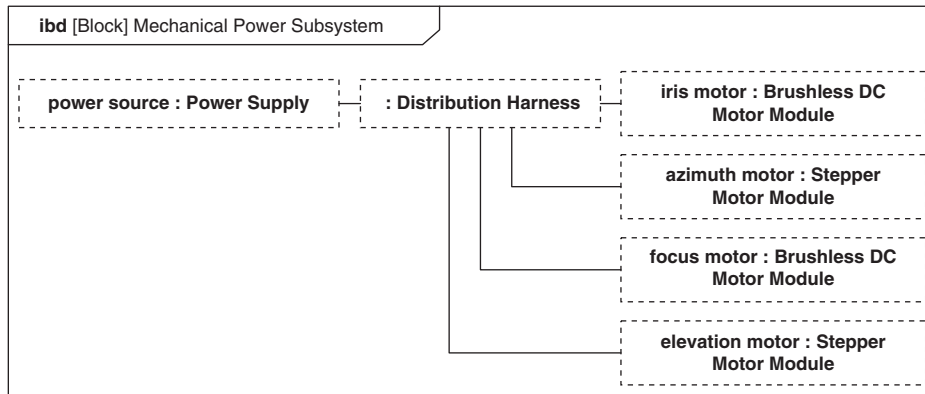 ibd [Block] Mechanical Power Subsystem
power source : Power Supply
: Distribution Harness
iris motor : Brushless DC
Motor Module
azimuth motor : Stepper
Motor Module
focus motor : Brushless DC
Motor Module
elevation motor : Stepper
Motor Module